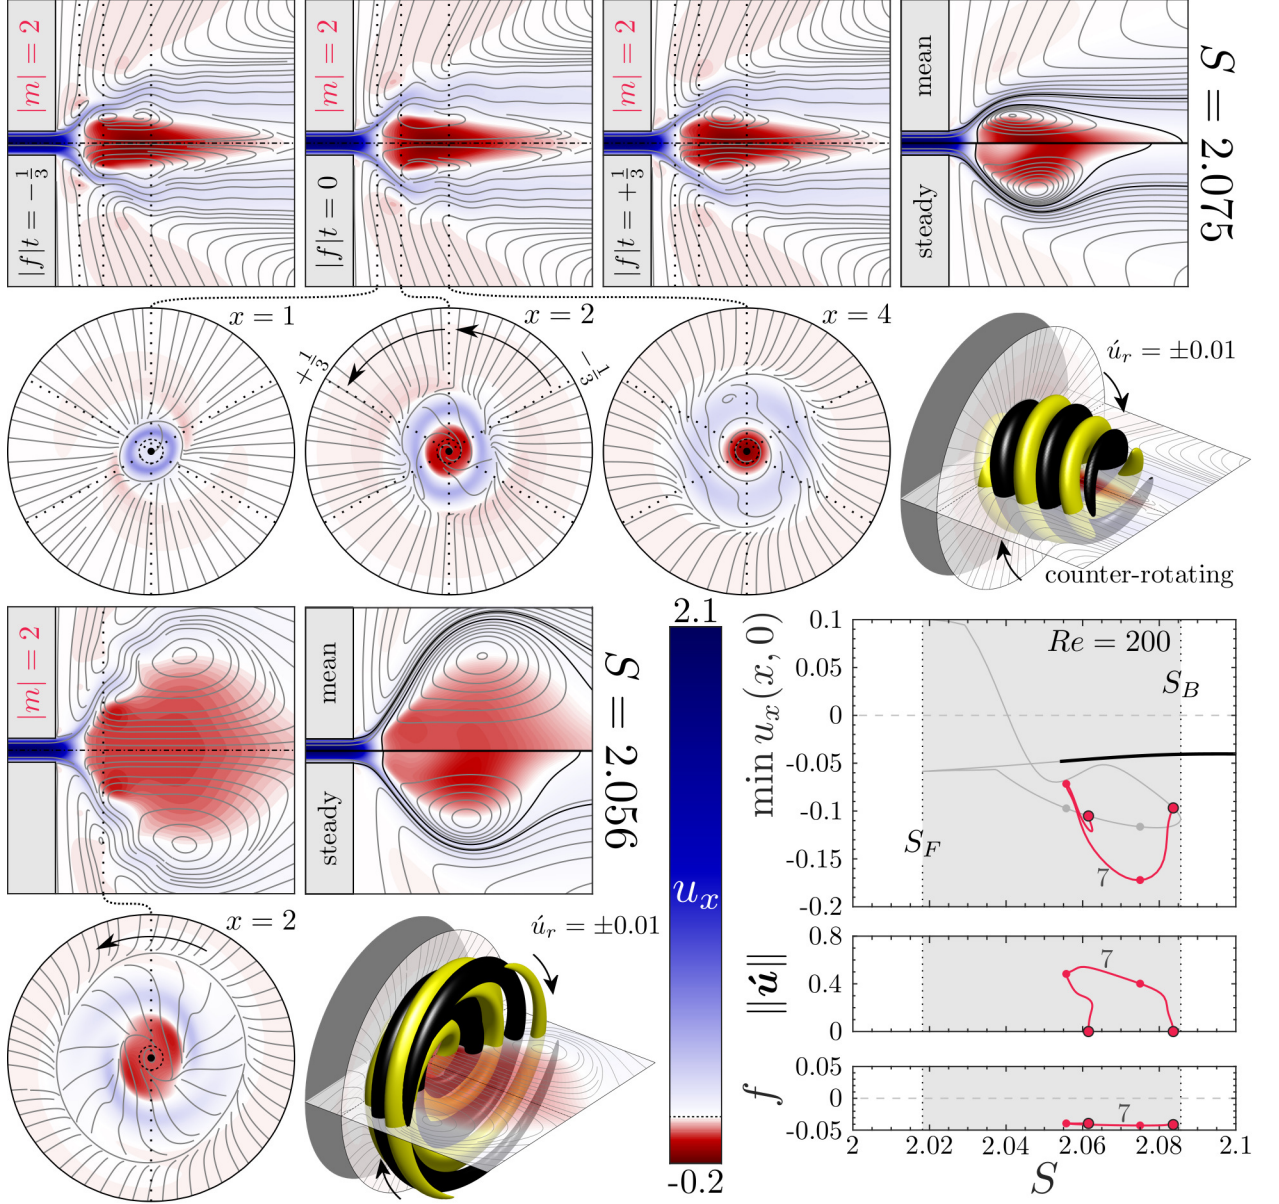 |m| = 2
|f|t = −1/3
|m| = 2
|f|t = 0
|m| = 2
|f|t = +1/3
mean
steady
S = 2.075
x = 1
x = 2
+1/3
−1/3
x = 4
ú_r = ±0.01
counter-rotating
|m| = 2
mean
steady
S = 2.056
x = 2
ú_r = ±0.01
2.1
u_x
-0.2
min u_x(x, 0)
0.1
0.05
0
-0.05
-0.1
-0.15
-0.2
Re = 200
S_B
S_F
7
‖ú‖
0.8
0.4
0
7
f
0.05
0
-0.05
7
2 2.02 2.04 2.06 2.08 2.1
S